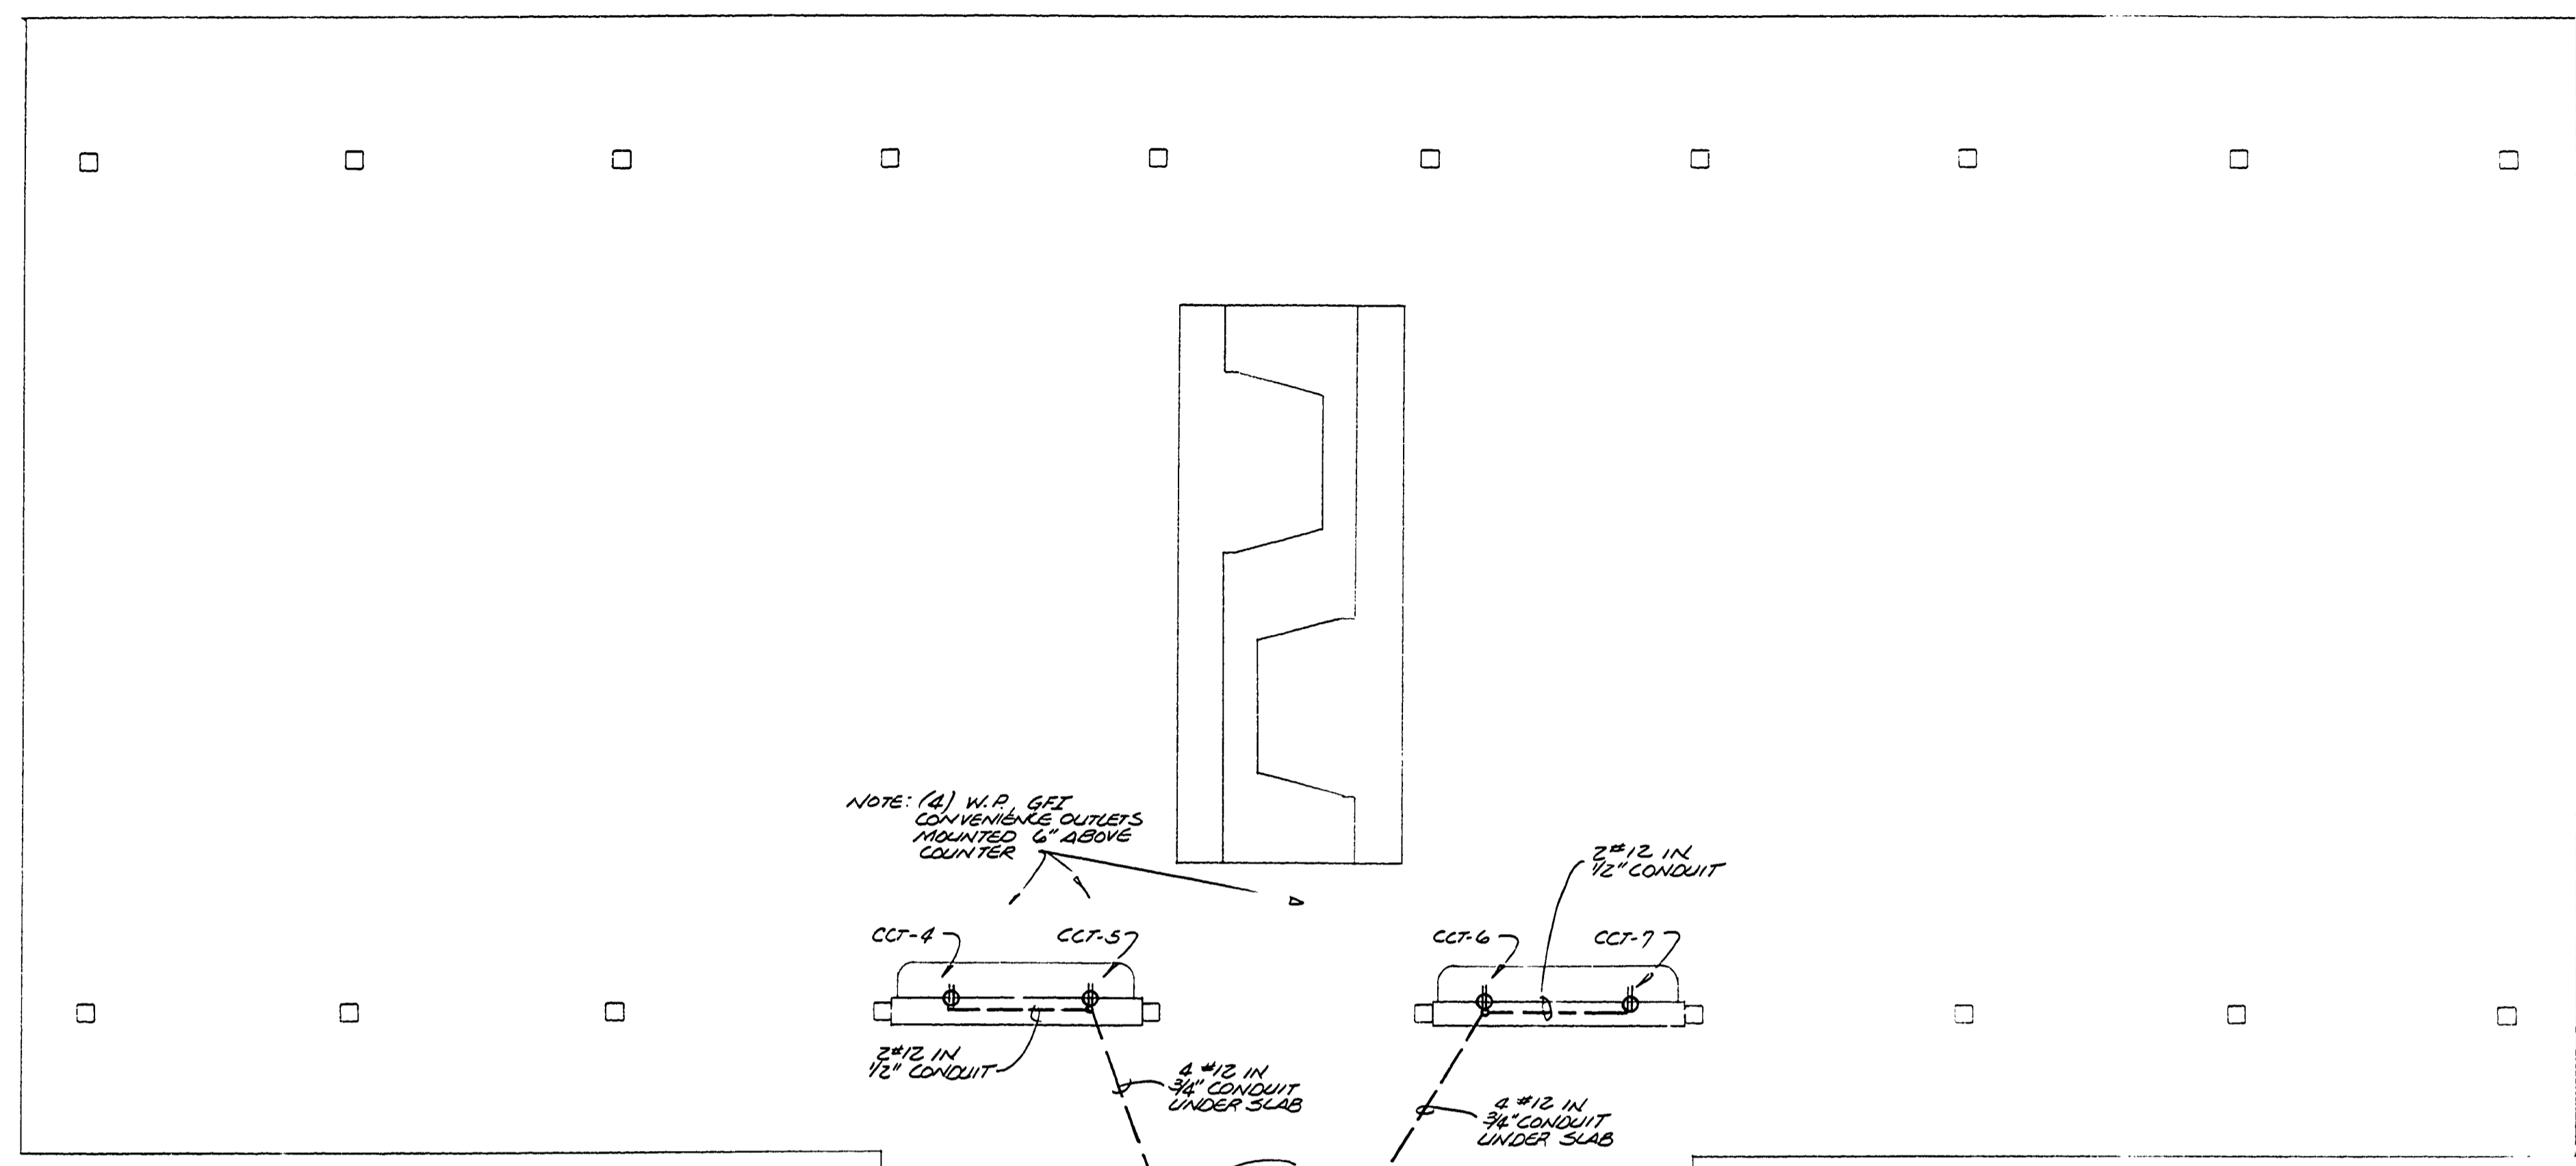 NOTE: (4) W.P. GFI
CONVENIENCE OUTLETS
MOUNTED 6" ABOVE
COUNTER
2#12 IN
1/2" CONDUIT
CCT-4
CCT-5
CCT-6
CCT-7
2#12 IN
1/2" CONDUIT
4 #12 IN
3/4" CONDUIT
UNDER SLAB
4 #12 IN
3/4" CONDUIT
UNDER SLAB